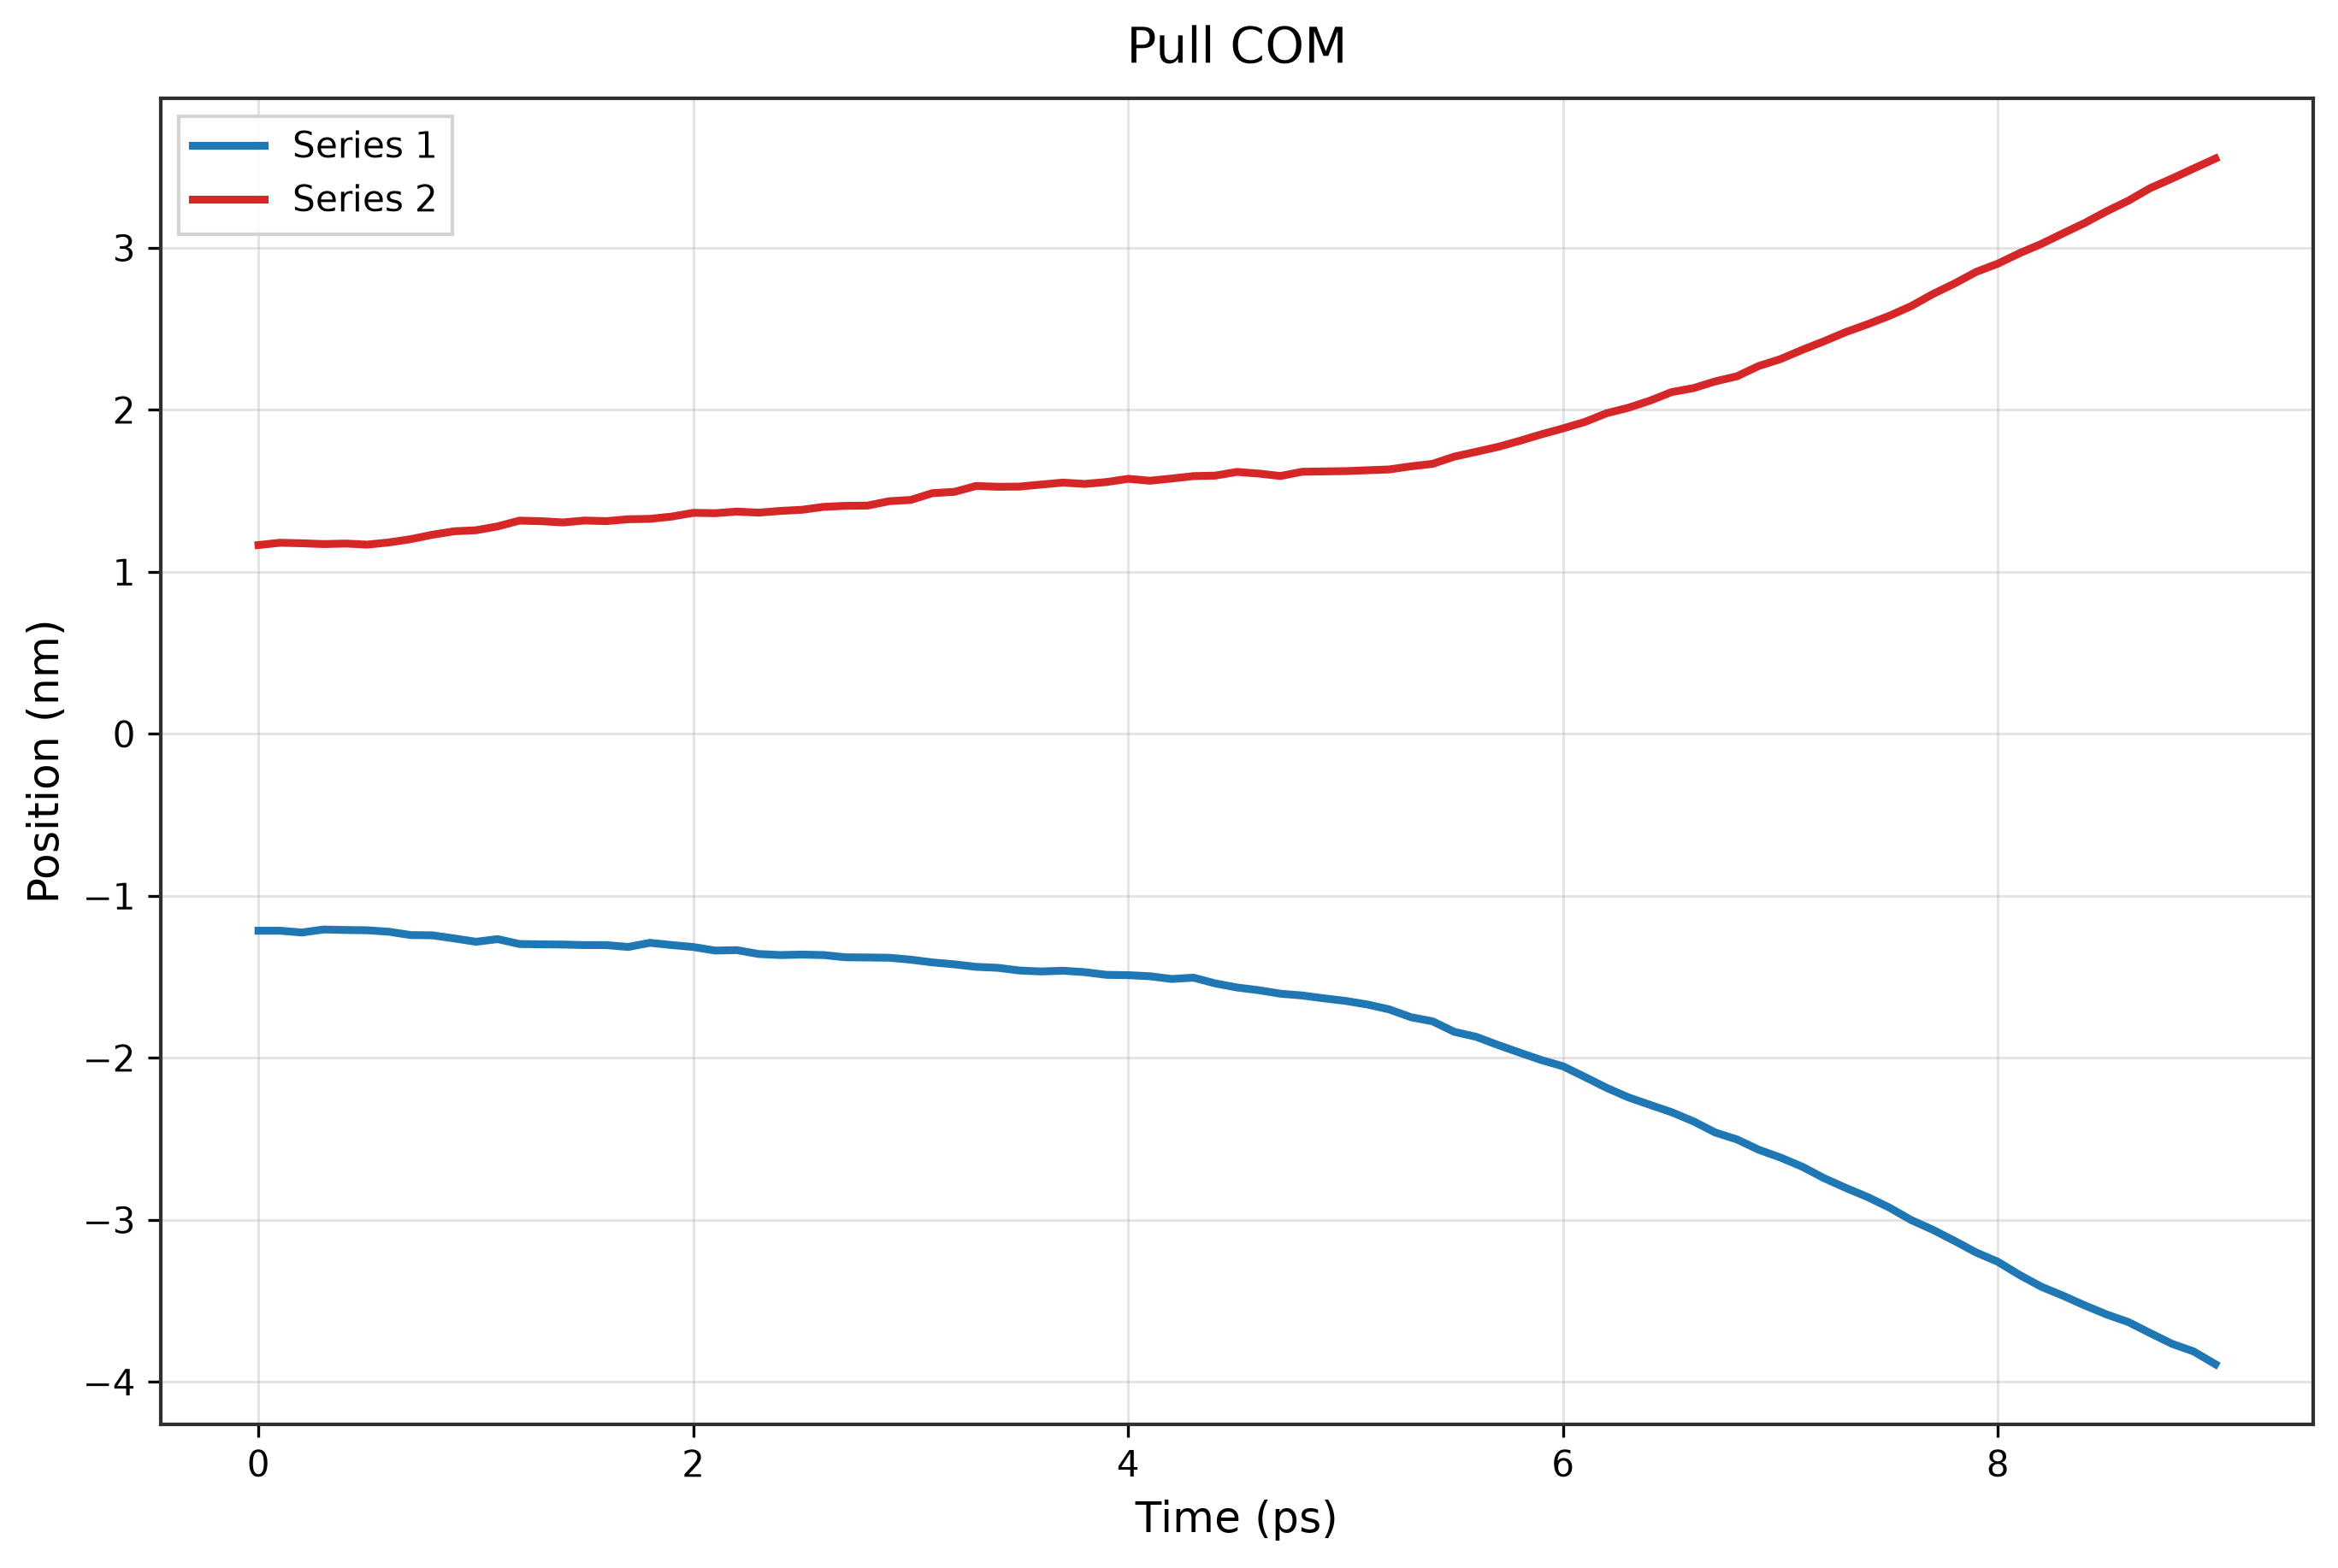 Pull COM
Series 1
Series 2
Position (nm)
3
2
1
0
−1
−2
−3
−4
0 2 4 6 8
Time (ps)